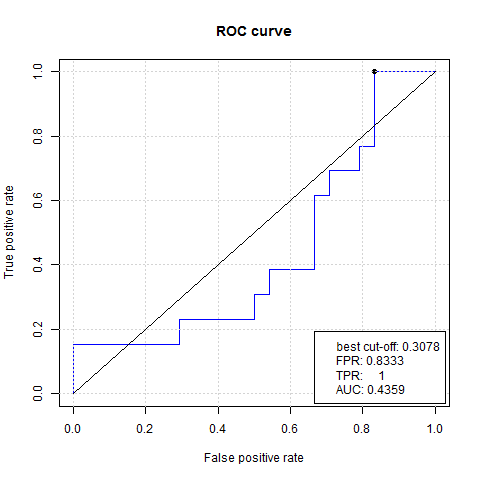 ROC curve
True positive rate
1.0
0.8
0.6
0.4
0.2
0.0
best cut-off: 0.3078
FPR: 0.8333
TPR: 1
AUC: 0.4359
0.0 0.2 0.4 0.6 0.8 1.0
False positive rate